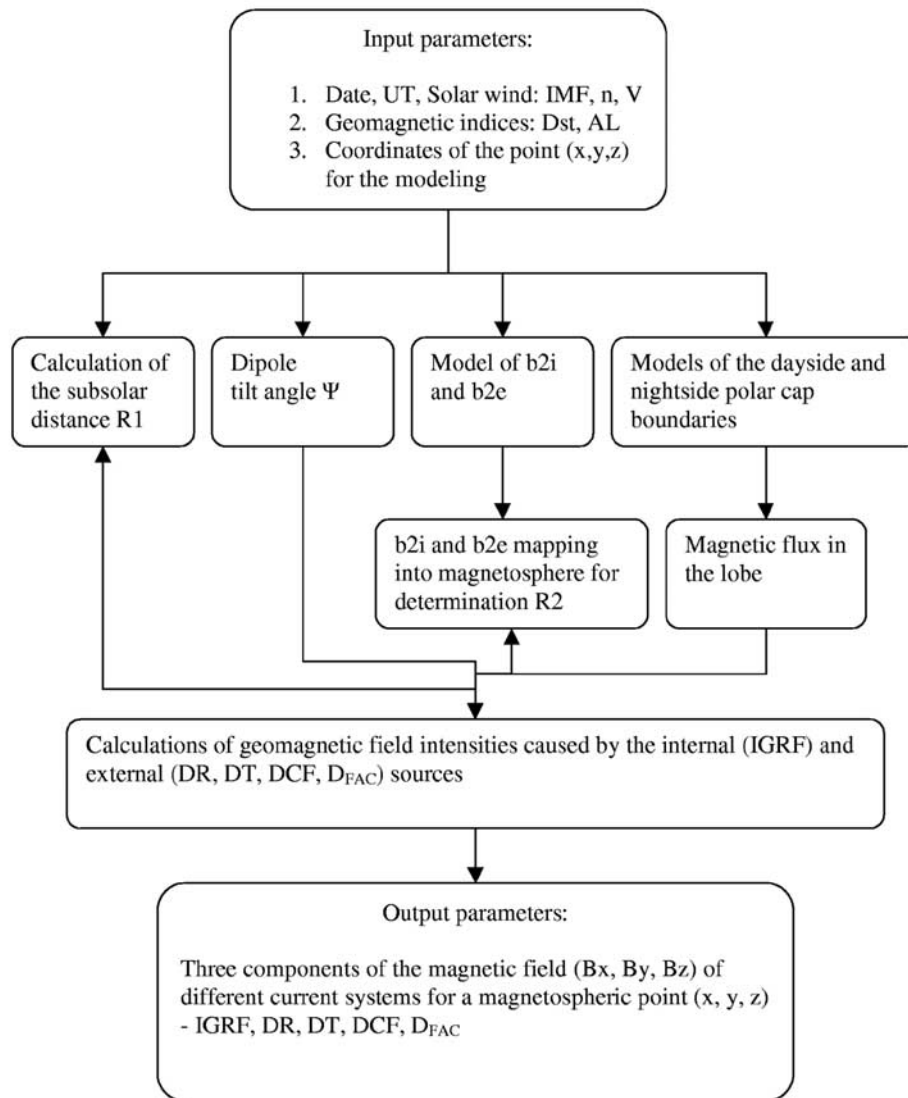 Input parameters:
1. Date, UT, Solar wind: IMF, n, V
2. Geomagnetic indices: Dst, AL
3. Coordinates of the point (x,y,z)
for the modeling
Calculation of
the subsolar
distance R1
Dipole
tilt angle Ψ
Model of b2i
and b2e
Models of the dayside and
nightside polar cap
boundaries
b2i and b2e mapping
into magnetosphere for
determination R2
Magnetic flux in
the lobe
Calculations of geomagnetic field intensities caused by the internal (IGRF) and
external (DR, DT, DCF, D_FAC) sources
Output parameters:
Three components of the magnetic field (Bx, By, Bz) of
different current systems for a magnetospheric point (x, y, z)
- IGRF, DR, DT, DCF, D_FAC